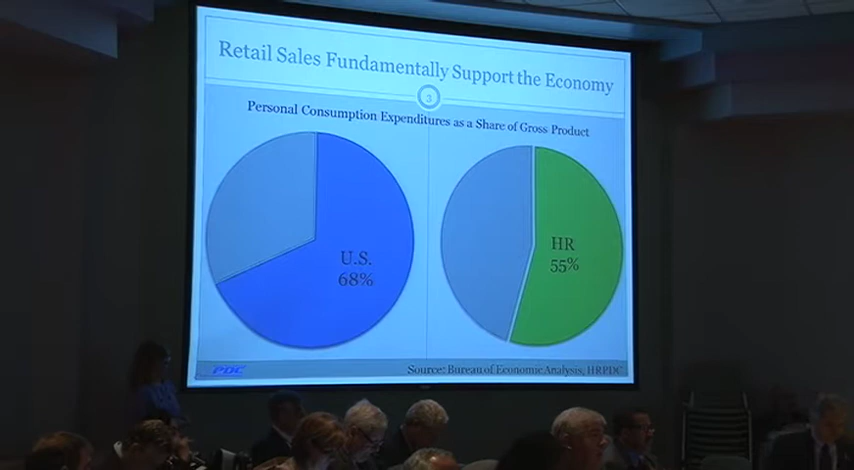 Retail Sales Fundamentally Support the Economy
3
Personal Consumption Expenditures as a Share of Gross Product
U.S.
68%
HR
55%
PDC
Source: Bureau of Economic Analysis, HRPDC